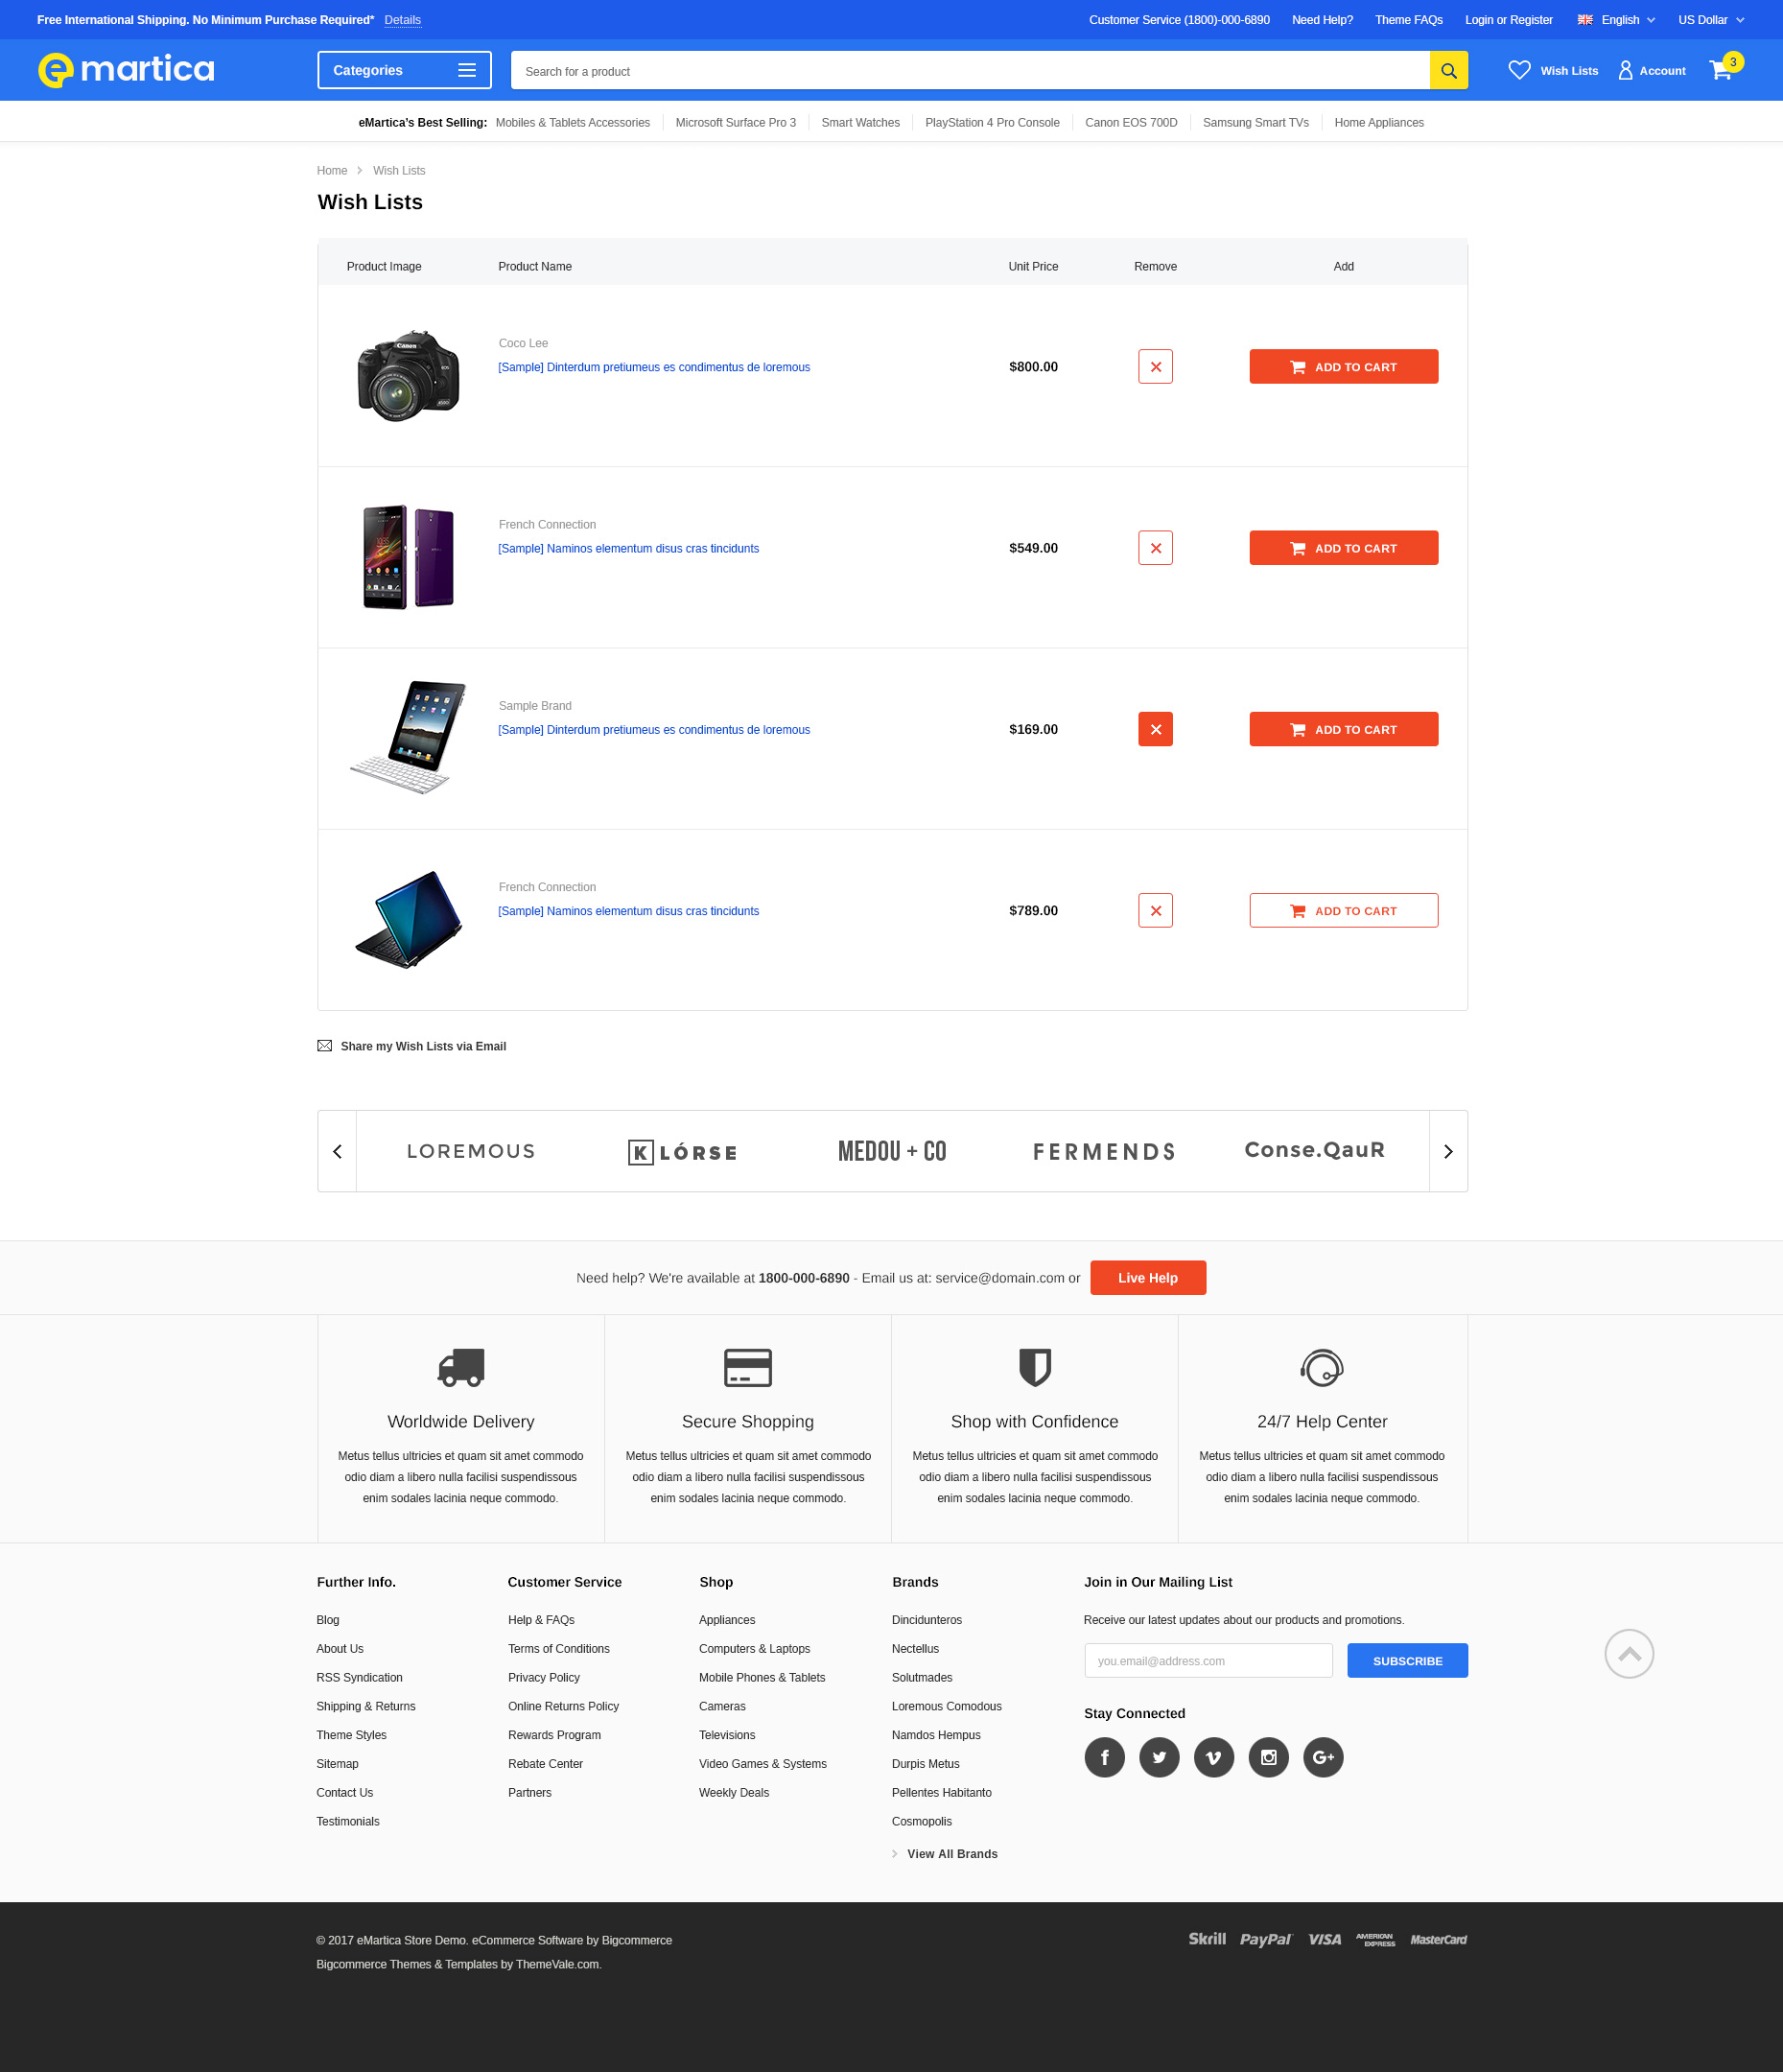 Free International Shipping. No Minimum Purchase Required* Details
Customer Service (1800)-000-6890 Need Help? Theme FAQs Login or Register English US Dollar
e martica
Categories
Search for a product
Wish Lists Account 3
eMartica's Best Selling: Mobiles & Tablets Accessories Microsoft Surface Pro 3 Smart Watches PlayStation 4 Pro Console Canon EOS 700D Samsung Smart TVs Home Appliances
Home Wish Lists
Wish Lists
Product Image Product Name Unit Price Remove Add
Canon
Coco Lee
[Sample] Dinterdum pretiumeus es condimentus de loremous
$800.00
ADD TO CART
French Connection
[Sample] Naminos elementum disus cras tincidunts
$549.00
ADD TO CART
Sample Brand
[Sample] Dinterdum pretiumeus es condimentus de loremous
$169.00
ADD TO CART
French Connection
[Sample] Naminos elementum disus cras tincidunts
$789.00
ADD TO CART
Share my Wish Lists via Email
LOREMOUS
K LÓRSE
MEDOU + CO
FERMENDS
Conse.QauR
Need help? We're available at 1800-000-6890 - Email us at: service@domain.com or Live Help
Worldwide Delivery
Metus tellus ultricies et quam sit amet commodo
odio diam a libero nulla facilisi suspendissous
enim sodales lacinia neque commodo.
Secure Shopping
Metus tellus ultricies et quam sit amet commodo
odio diam a libero nulla facilisi suspendissous
enim sodales lacinia neque commodo.
Shop with Confidence
Metus tellus ultricies et quam sit amet commodo
odio diam a libero nulla facilisi suspendissous
enim sodales lacinia neque commodo.
24/7 Help Center
Metus tellus ultricies et quam sit amet commodo
odio diam a libero nulla facilisi suspendissous
enim sodales lacinia neque commodo.
Further Info.
Blog
About Us
RSS Syndication
Shipping & Returns
Theme Styles
Sitemap
Contact Us
Testimonials
Customer Service
Help & FAQs
Terms of Conditions
Privacy Policy
Online Returns Policy
Rewards Program
Rebate Center
Partners
Shop
Appliances
Computers & Laptops
Mobile Phones & Tablets
Cameras
Televisions
Video Games & Systems
Weekly Deals
Brands
Dincidunteros
Nectellus
Solutmades
Loremous Comodous
Namdos Hempus
Durpis Metus
Pellentes Habitanto
Cosmopolis
View All Brands
Join in Our Mailing List
Receive our latest updates about our products and promotions.
you.email@address.com
SUBSCRIBE
Stay Connected
© 2017 eMartica Store Demo. eCommerce Software by Bigcommerce
Bigcommerce Themes & Templates by ThemeVale.com.
Skrill PayPal VISA AMERICAN EXPRESS MasterCard